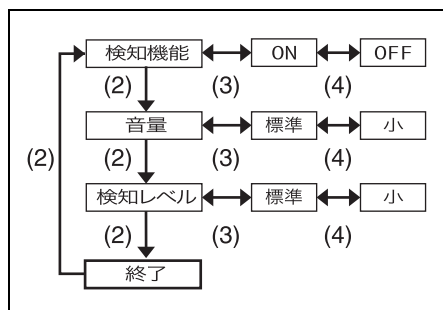 検知機能 ON OFF
(2) (3) (4)
音量 標準 小
(2) (2) (3) (4)
検知レベル 標準 小
(2) (3) (4)
終了